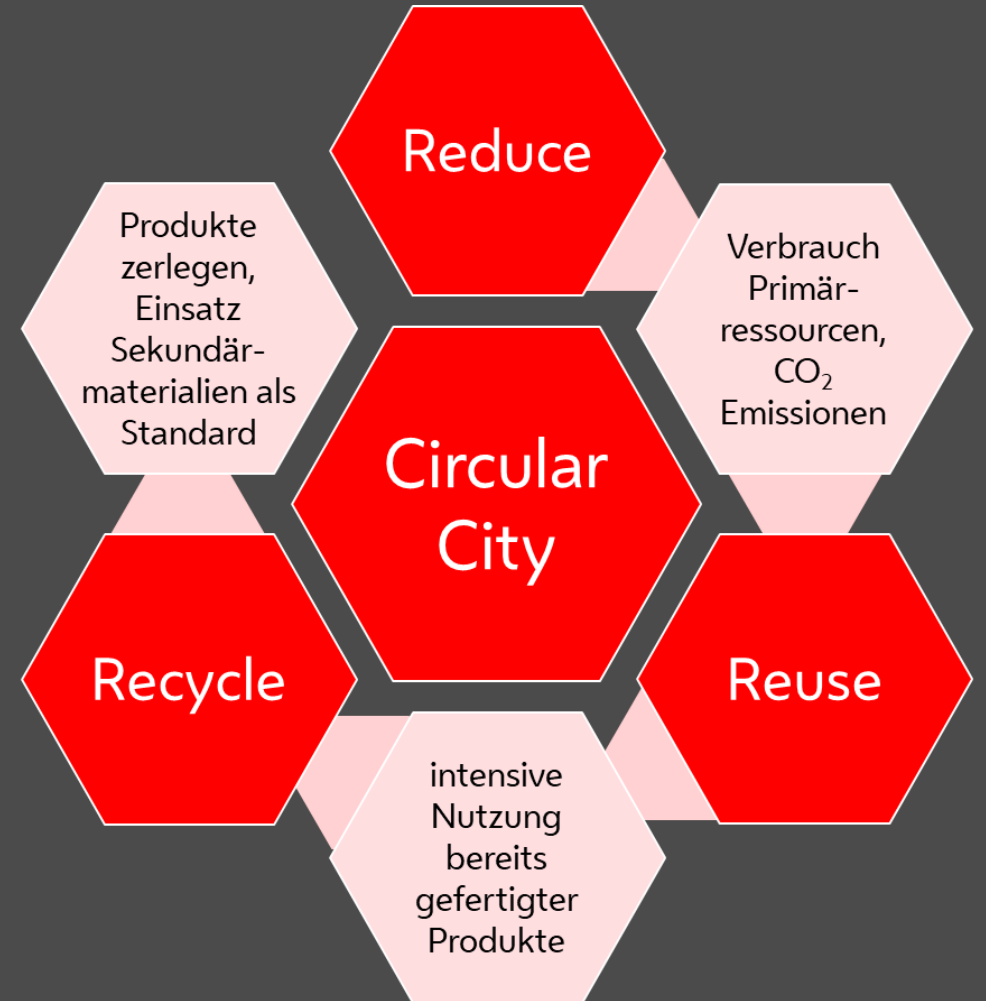 Reduce
Verbrauch
Primär-
ressourcen,
CO₂
Emissionen
Reuse
intensive
Nutzung
bereits
gefertigter
Produkte
Recycle
Produkte
zerlegen,
Einsatz
Sekundär-
materialien als
Standard
Circular
City